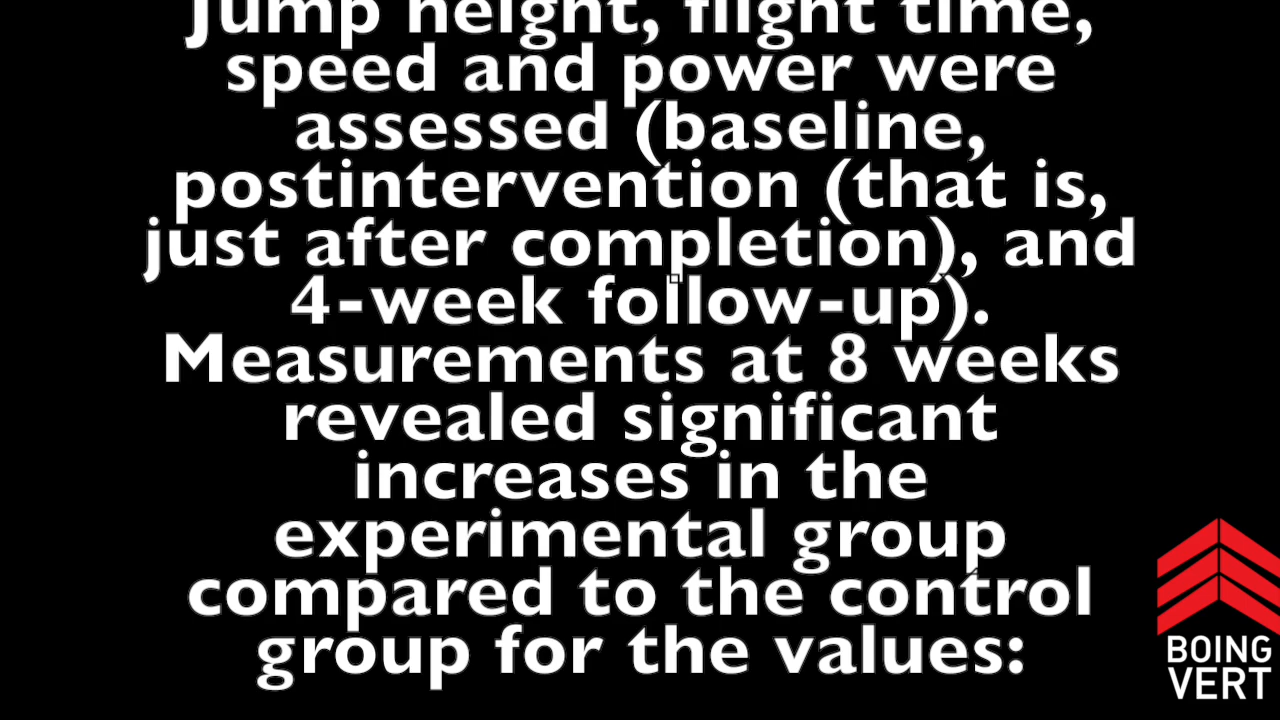 Jump height, flight time,
speed and power were
assessed (baseline,
postintervention (that is,
just after completion), and
4-week follow-up).
Measurements at 8 weeks
revealed significant
increases in the
experimental group
compared to the control
group for the values:
BOING
VERT